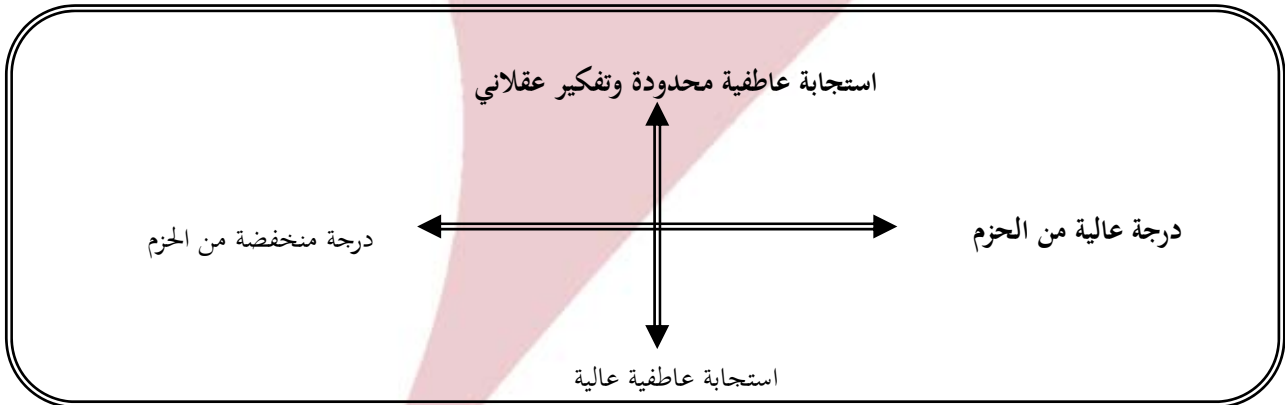 استجابة عاطفية محدودة وتفكير عقلاني
درجة عالية من الحزم
درجة منخفضة من الحزم
استجابة عاطفية عالية